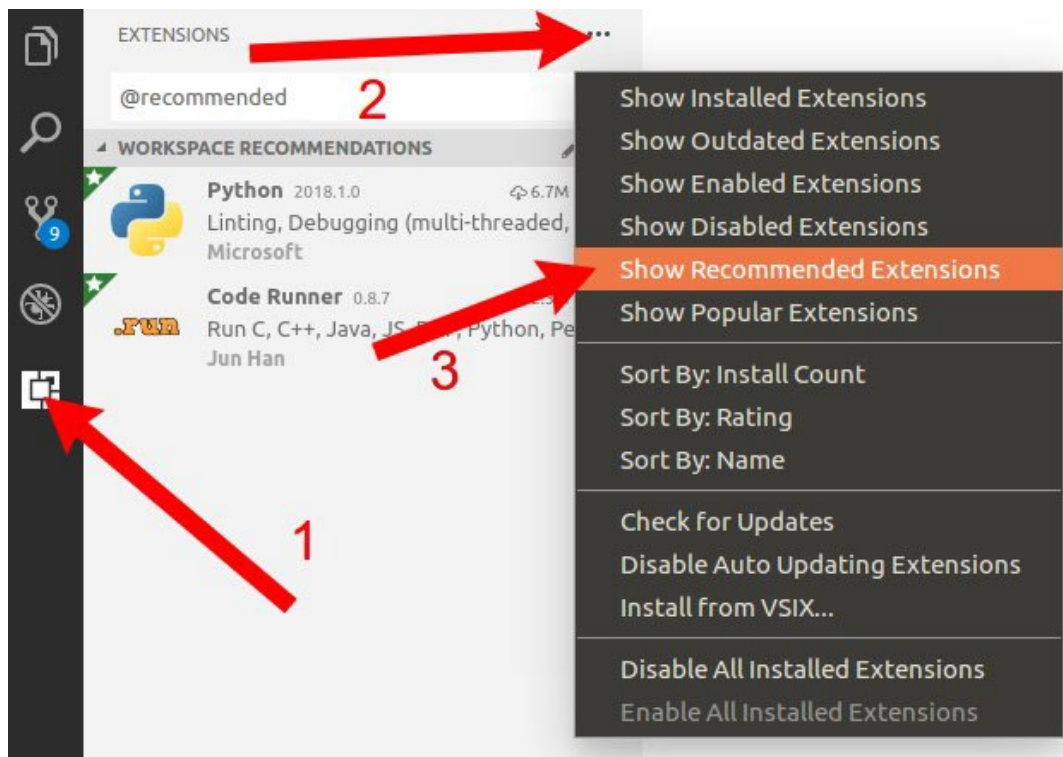 EXTENSIONS
...
@recommended
2
WORKSPACE RECOMMENDATIONS
Python 2018.1.0 6.7M
Linting, Debugging (multi-threaded,
Microsoft
.run
Code Runner 0.8.7
Run C, C++, Java, JS, Python, Pe
Jun Han
3
9
1
Show Installed Extensions
Show Outdated Extensions
Show Enabled Extensions
Show Disabled Extensions
Show Recommended Extensions
Show Popular Extensions
Sort By: Install Count
Sort By: Rating
Sort By: Name
Check for Updates
Disable Auto Updating Extensions
Install from VSIX...
Disable All Installed Extensions
Enable All Installed Extensions